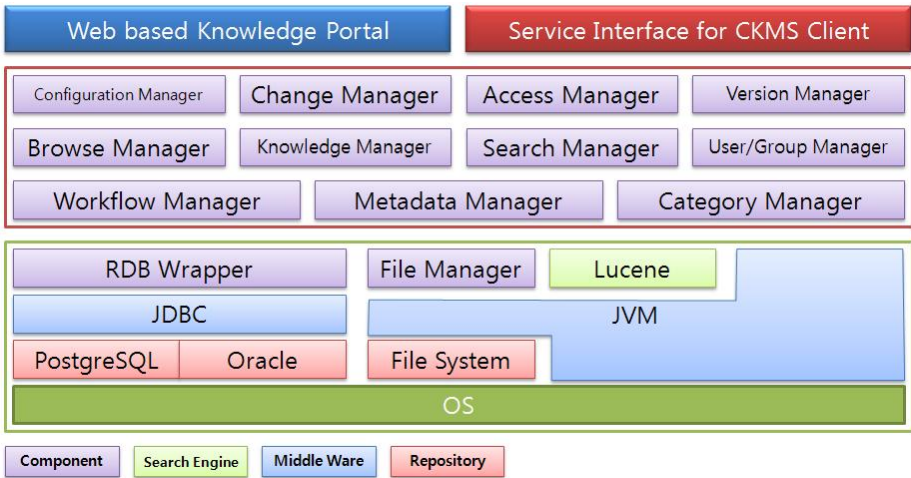 Web based Knowledge Portal
Service Interface for CKMS Client
Configuration Manager
Change Manager
Access Manager
Version Manager
Browse Manager
Knowledge Manager
Search Manager
User/Group Manager
Workflow Manager
Metadata Manager
Category Manager
RDB Wrapper
File Manager
Lucene
JDBC
JVM
PostgreSQL
Oracle
File System
OS
Component
Search Engine
Middle Ware
Repository